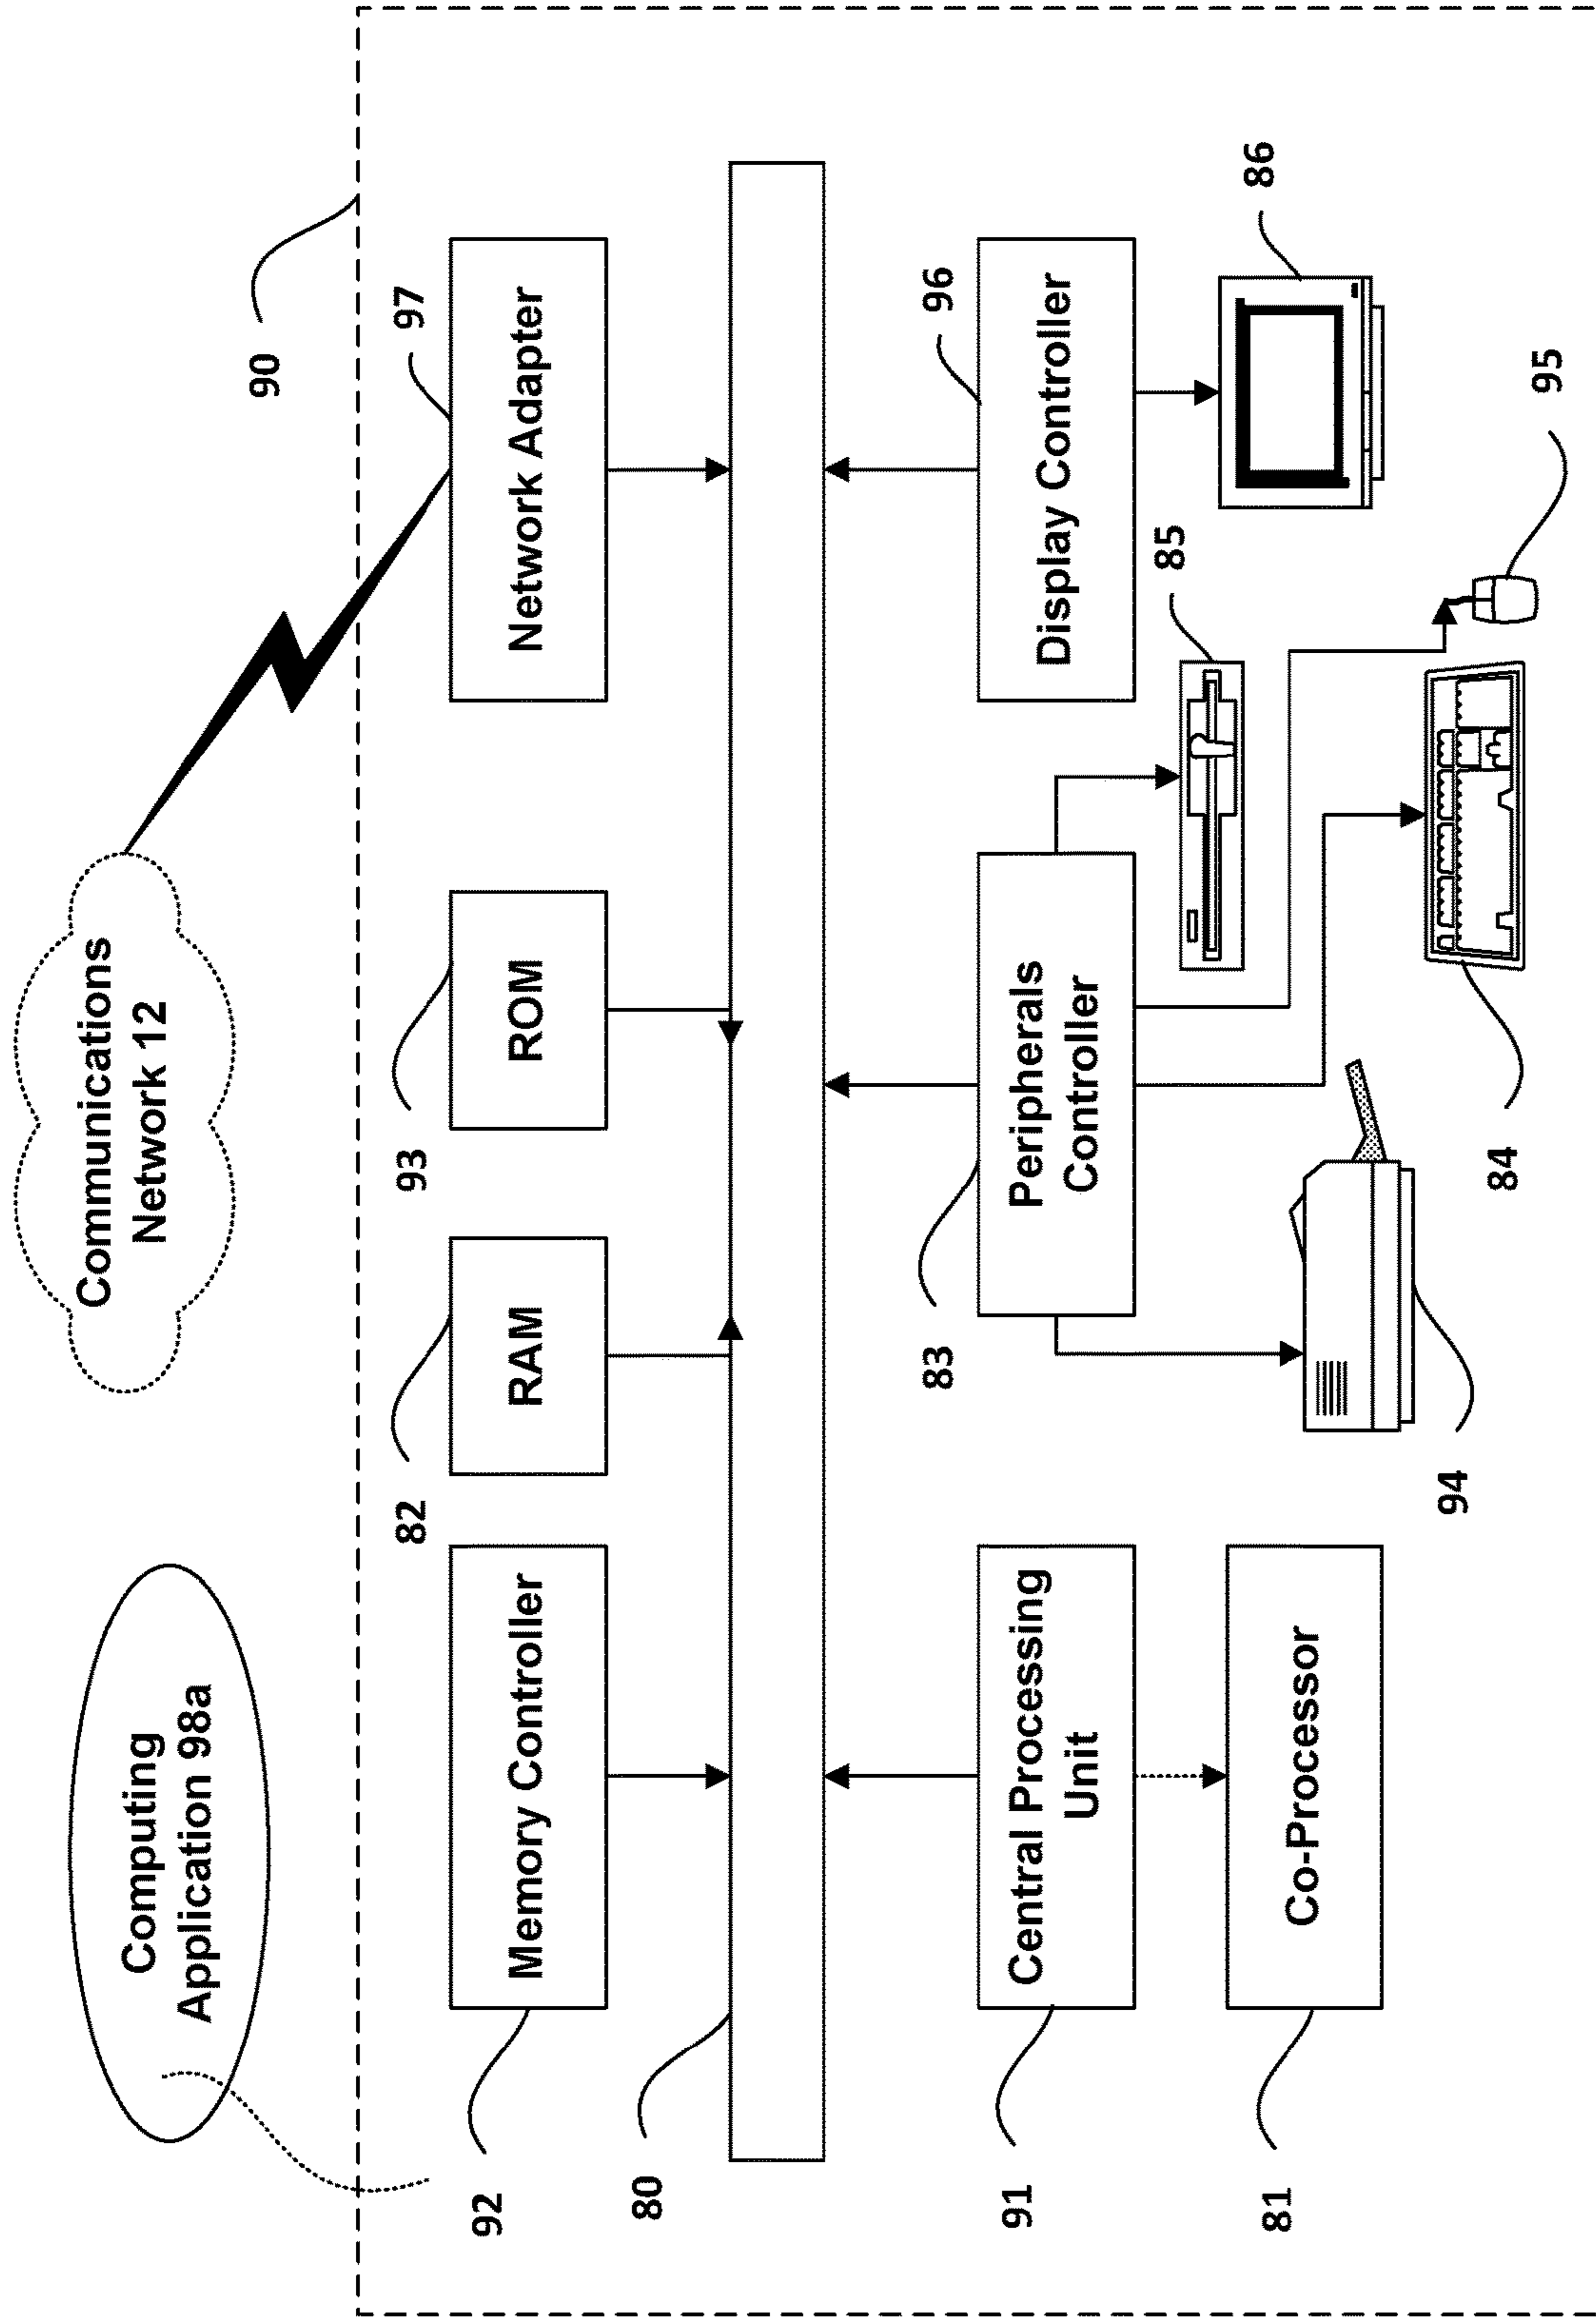 Computing
Application 98a
Communications
Network 12
90
92
Memory Controller
82
RAM
93
ROM
97
Network Adapter
80
91
Central Processing
Unit
83
Peripherals
Controller
96
Display Controller
81
Co-Processor
94
84
85
95
86